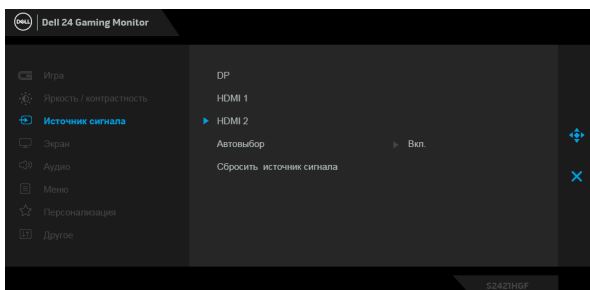 DELL Dell 24 Gaming Monitor
Игра
Яркость / контрастность
Источник сигнала
Экран
Аудио
Меню
Персонализация
Другое
DP
HDMI 1
HDMI 2
Автовыбор Вкл.
Сбросить источник сигнала
S2421HGF